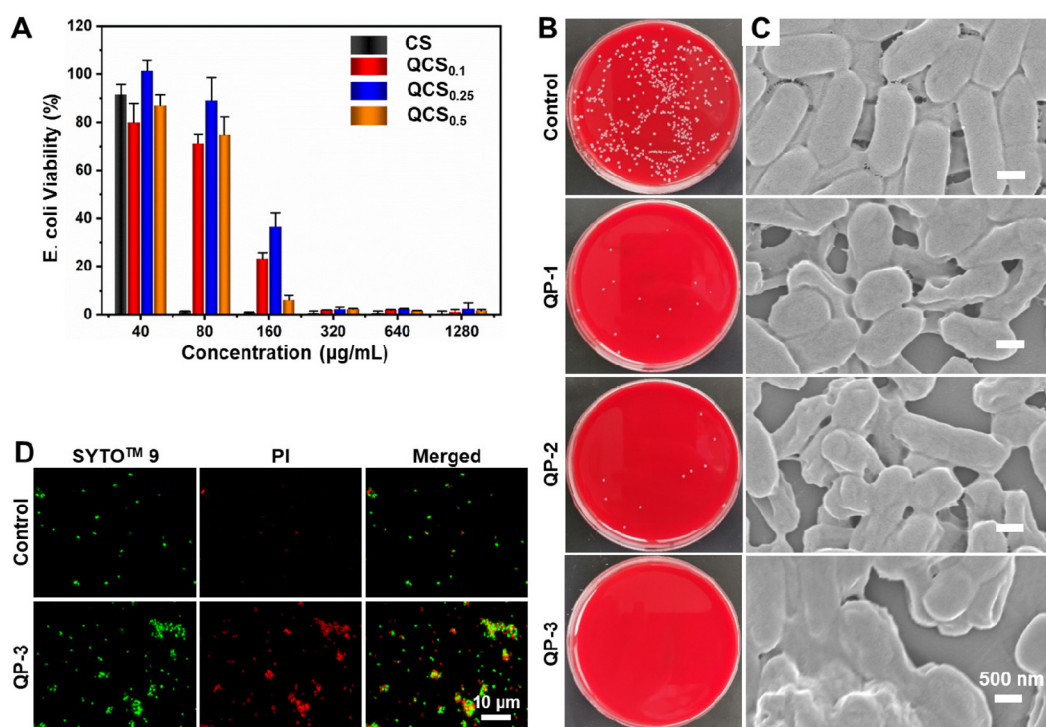 A
120
100
80
60
40
20
0
E. coli Viability (%)
CS
QCS0.1
QCS0.25
QCS0.5
40 80 160 320 640 1280
Concentration (µg/mL)
B
C
Control
QP-1
QP-2
QP-3
500 nm
D
SYTO™ 9 PI Merged
Control
QP-3
10 µm